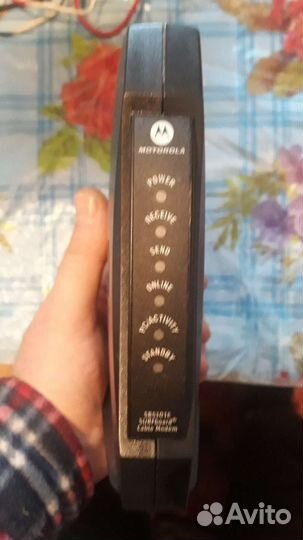 MOTOROLA
POWER
RECEIVE
SEND
ONLINE
PC/ACTIVITY
STANDBY
SB5101E
SURFboard®
Cable Modem
Avito